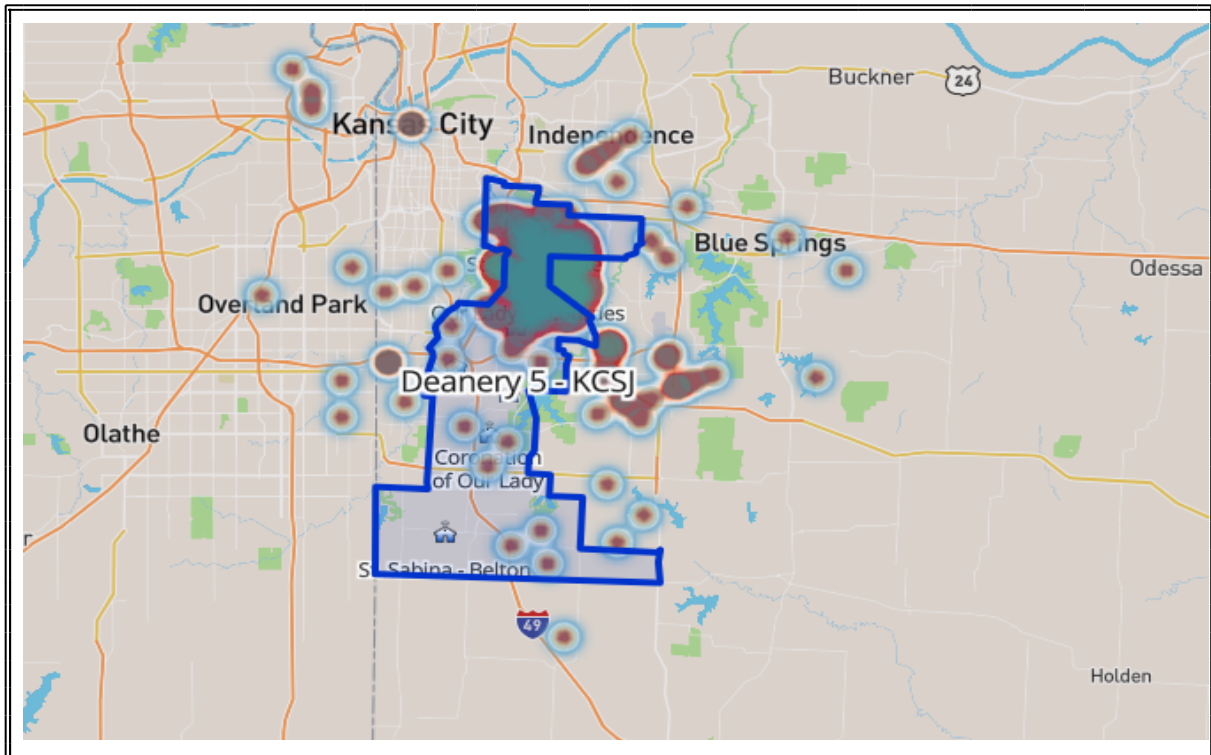 Buckner
24
Kansas City
Independence
Blue Springs
Odessa
Overland Park
Deanery 5 - KCSJ
Olathe
Coronation
of Our Lady
St. Sabina - Belton
49
Holden